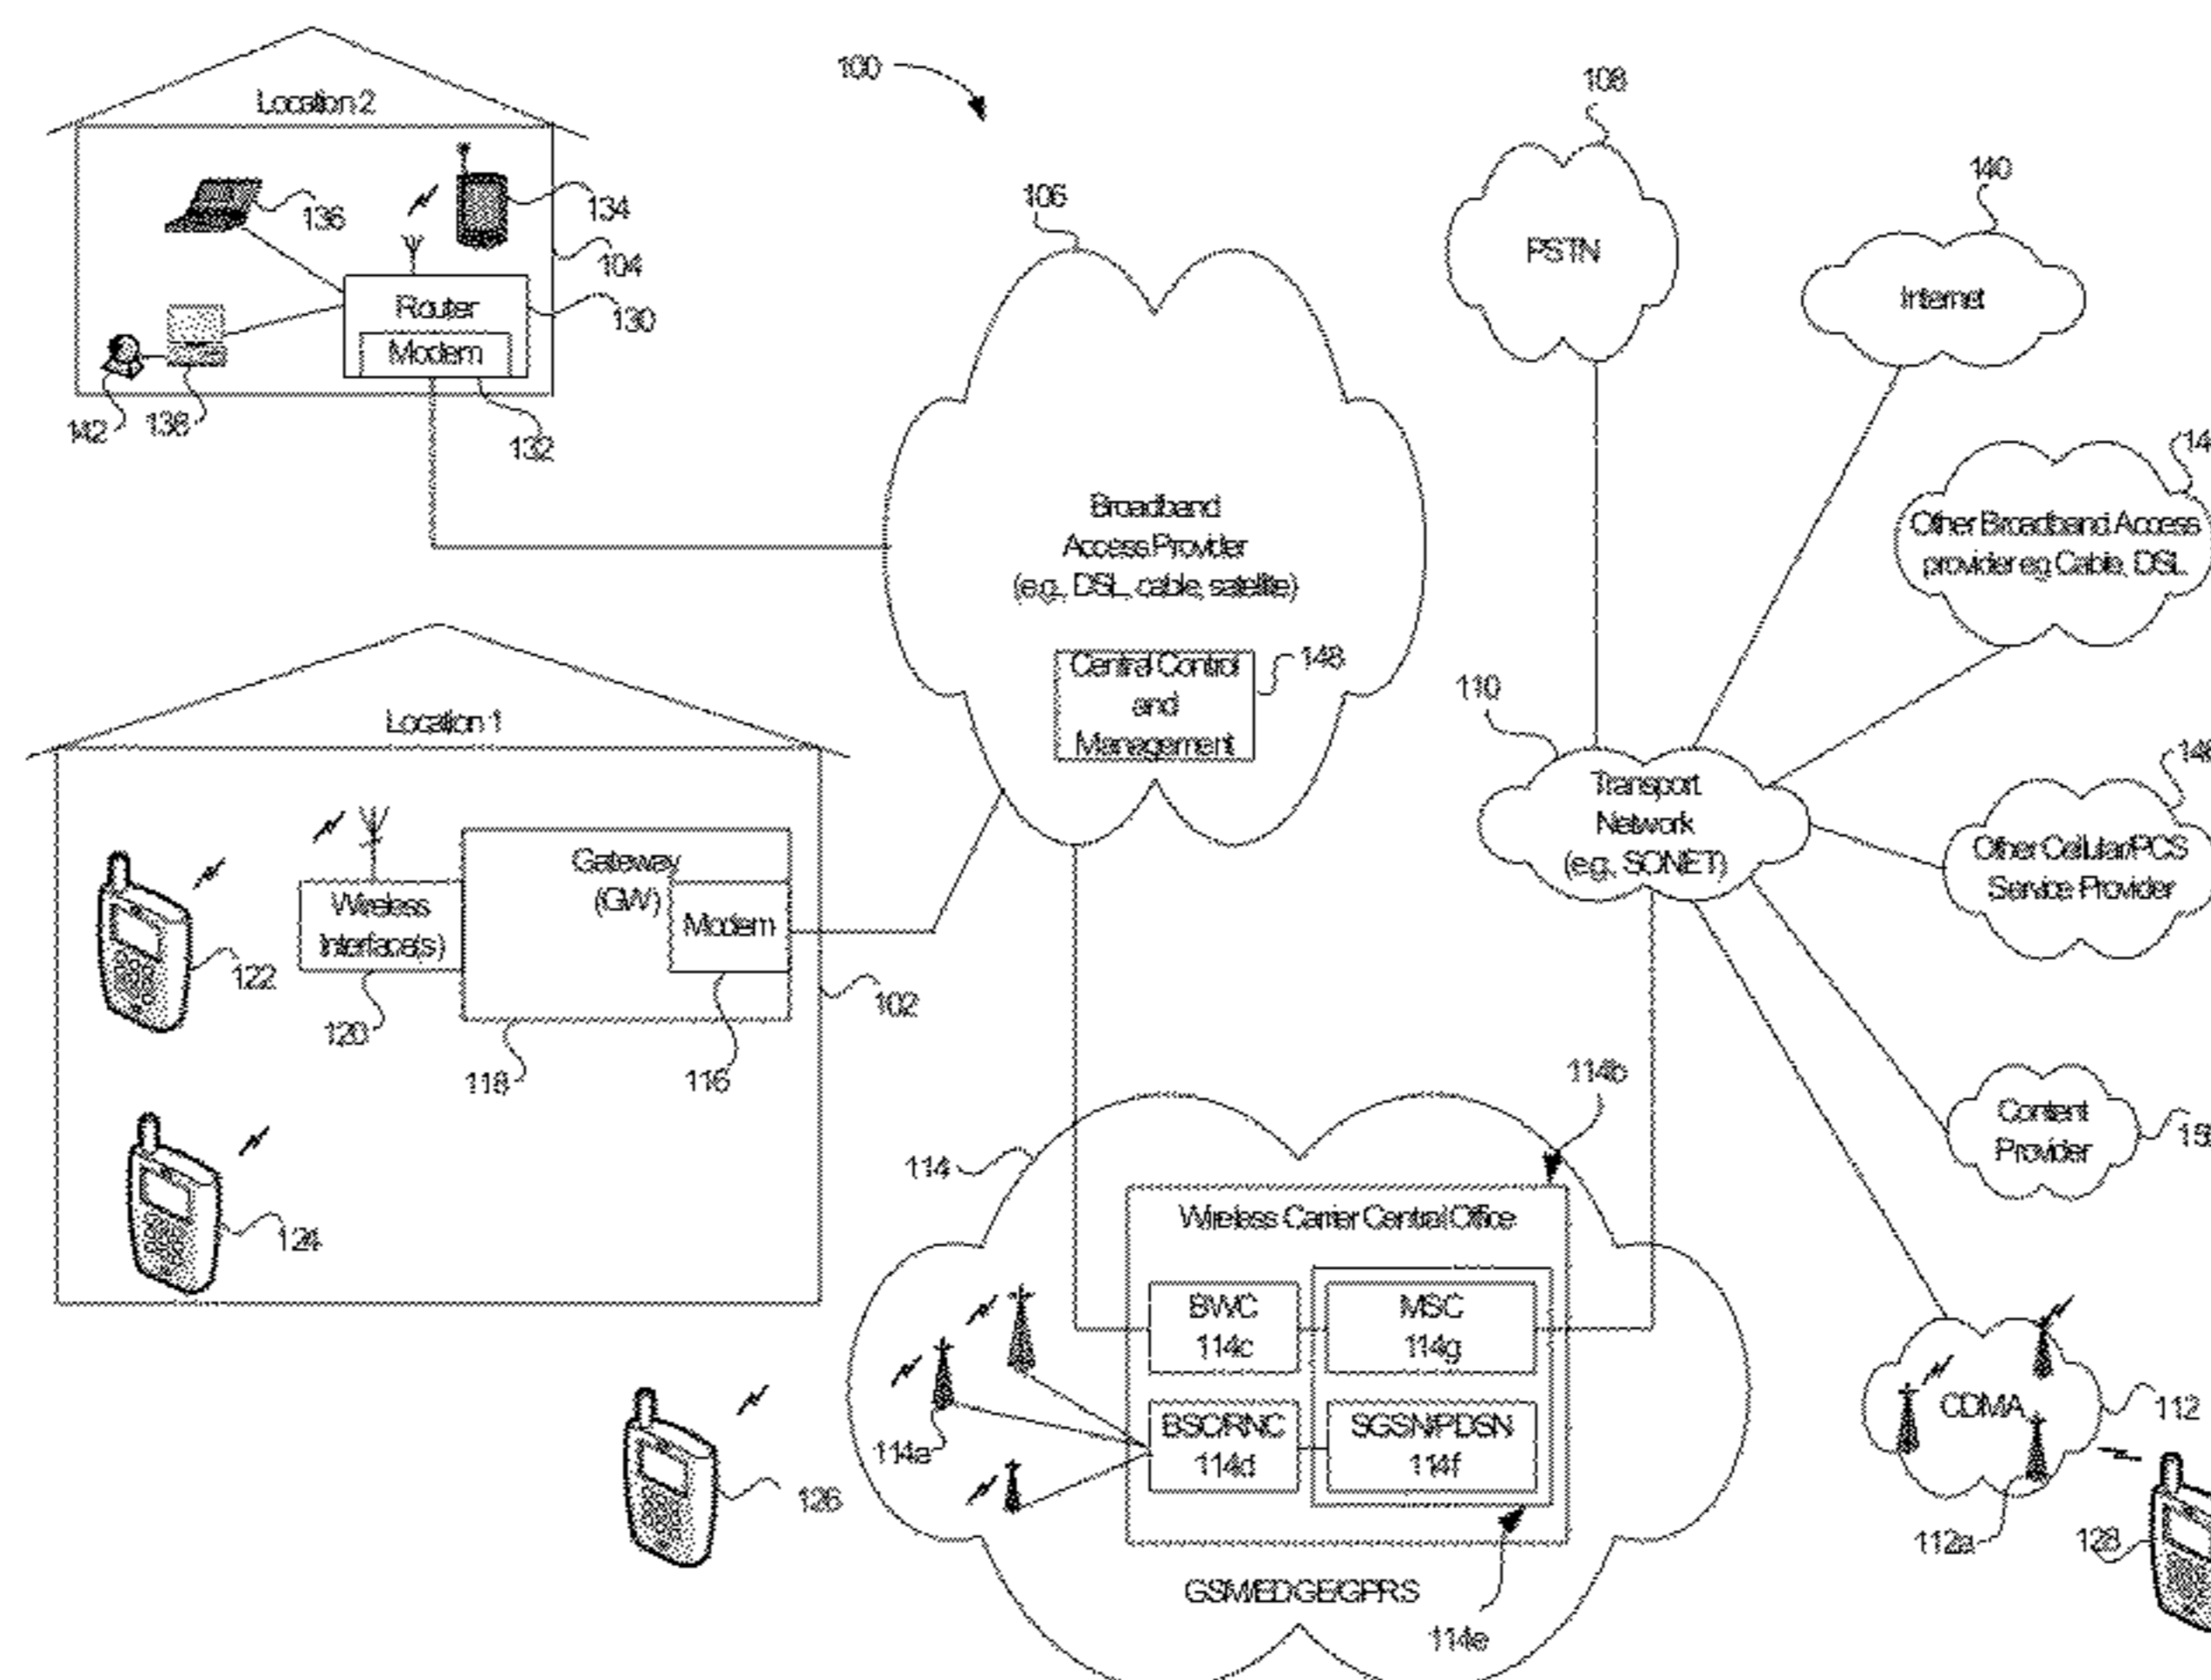 100
Location 2
136
134
104
Router
130
Modem
142
138
132
106
Broadband
Access Provider
(e.g., DSL, cable, satellite)
Central Control
and
Management
148
108
PSTN
140
Internet
Other Broadband Access
provider eg Cable, DSL
110
Transport
Network
(e.g., SONET)
Other Cellular/PCS
Service Provider
Content
Provider
Location 1
Gateway
(GW)
Modem
Wireless
Interface(s)
122
120
118
116
102
124
126
114
114b
Wireless Carrier Central Office
BWC
114c
MSC
114g
BSC/RNC
114d
SGSN/PDSN
114f
114a
GSM/EDGE/GPRS
114e
CDMA
112
112a
128